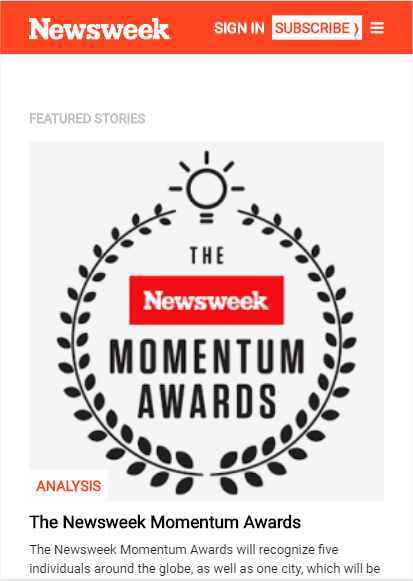 Newsweek
SIGN IN SUBSCRIBE ⟩
FEATURED STORIES
THE
Newsweek
MOMENTUM
AWARDS
ANALYSIS
The Newsweek Momentum Awards
The Newsweek Momentum Awards will recognize five
individuals around the globe, as well as one city, which will be